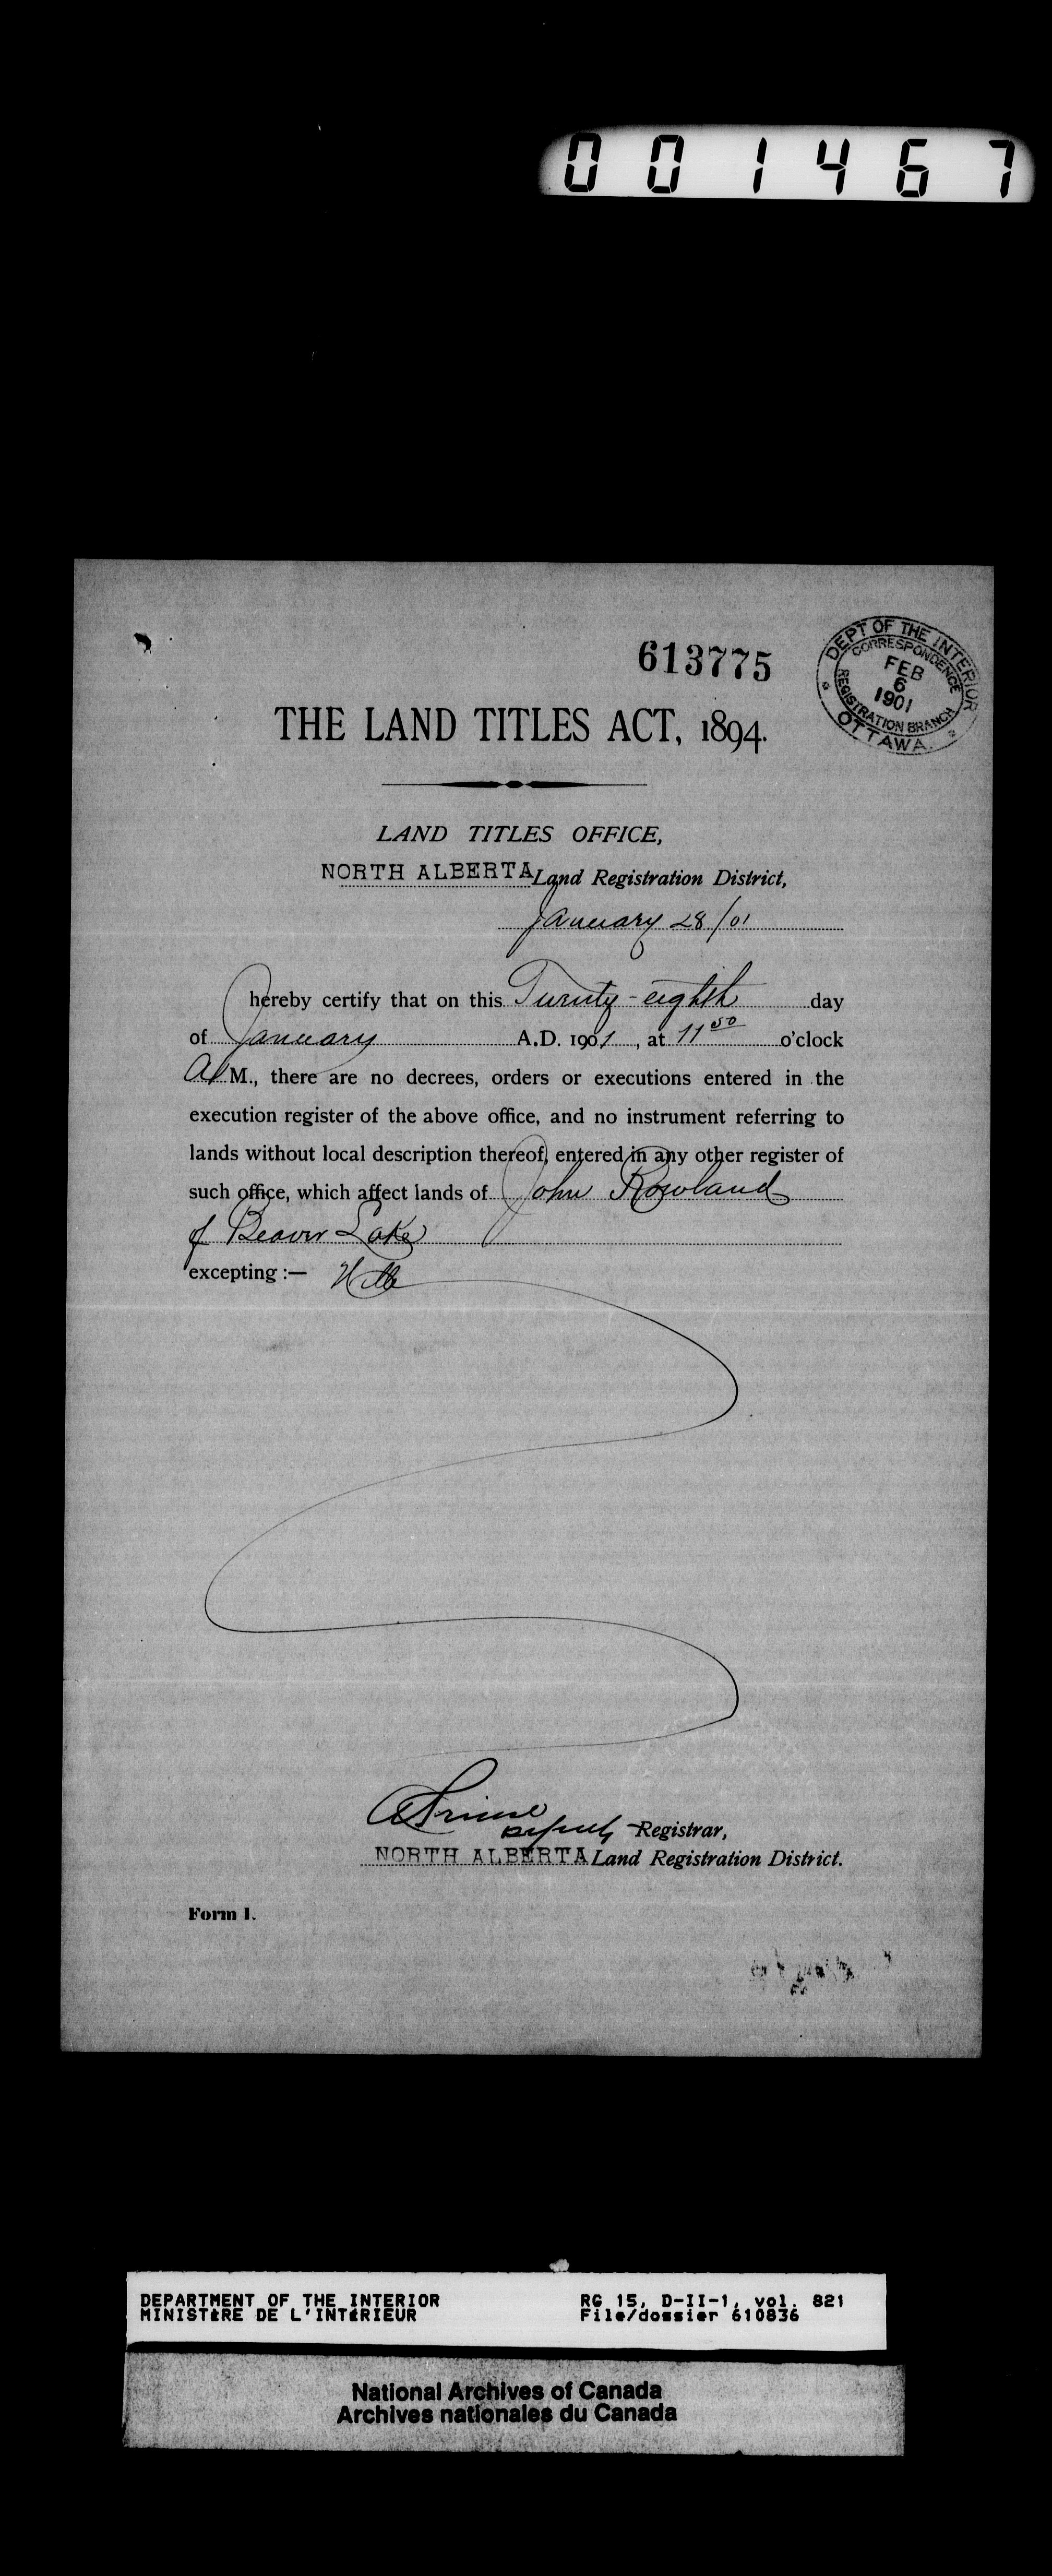 001467
613775
DEPT OF THE INTERIOR
CORRESPONDENCE
FEB
6
1901
REGISTRATION BRANCH
OTTAWA.
THE LAND TITLES ACT, 1894.
LAND TITLES OFFICE,
NORTH ALBERTA Land Registration District,
January 28/01
I hereby certify that on this Twenty-eighth day
of January A.D. 1901, at 11 50 o'clock
A M., there are no decrees, orders or executions entered in the
execution register of the above office, and no instrument referring to
lands without local description thereof, entered in any other register of
such office, which affect lands of John Rowland
of Beaver Lake
excepting :—
Deputy Registrar,
NORTH ALBERTA Land Registration District.
Form I.
DEPARTMENT OF THE INTERIOR RG 15, D-II-1, vol. 821
MINISTÈRE DE L'INTÉRIEUR File/dossier 610836
National Archives of Canada
Archives nationales du Canada